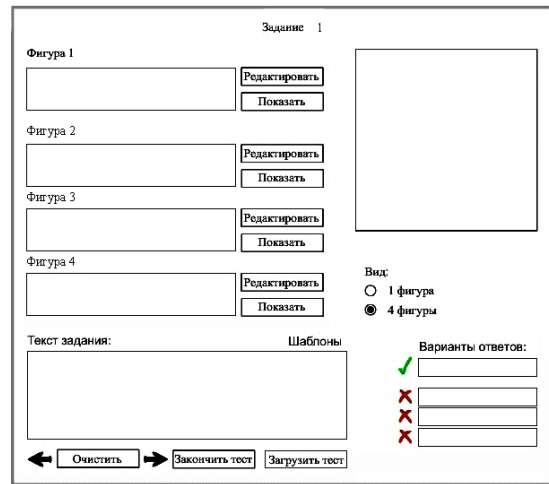 Задание 1
Фигура 1
Редактировать
Показать
Фигура 2
Редактировать
Показать
Фигура 3
Редактировать
Показать
Фигура 4
Редактировать
Показать
Вид:
1 фигура
4 фигуры
Текст задания: Шаблоны
Варианты ответов:
Очистить Закончить тест Загрузить тест